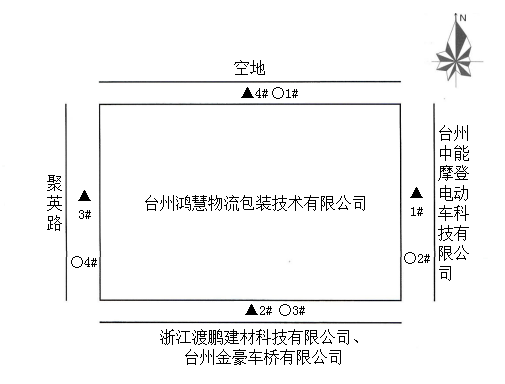 N
空地
▲4# ○1#
台州
中能
摩登
电动
车科
技有
限公
司
聚英路
▲
3#
台州鸿慧物流包装技术有限公司
▲
1#
○4#
○2#
▲2# ○3#
浙江渡鹏建材科技有限公司、
台州金豪车桥有限公司